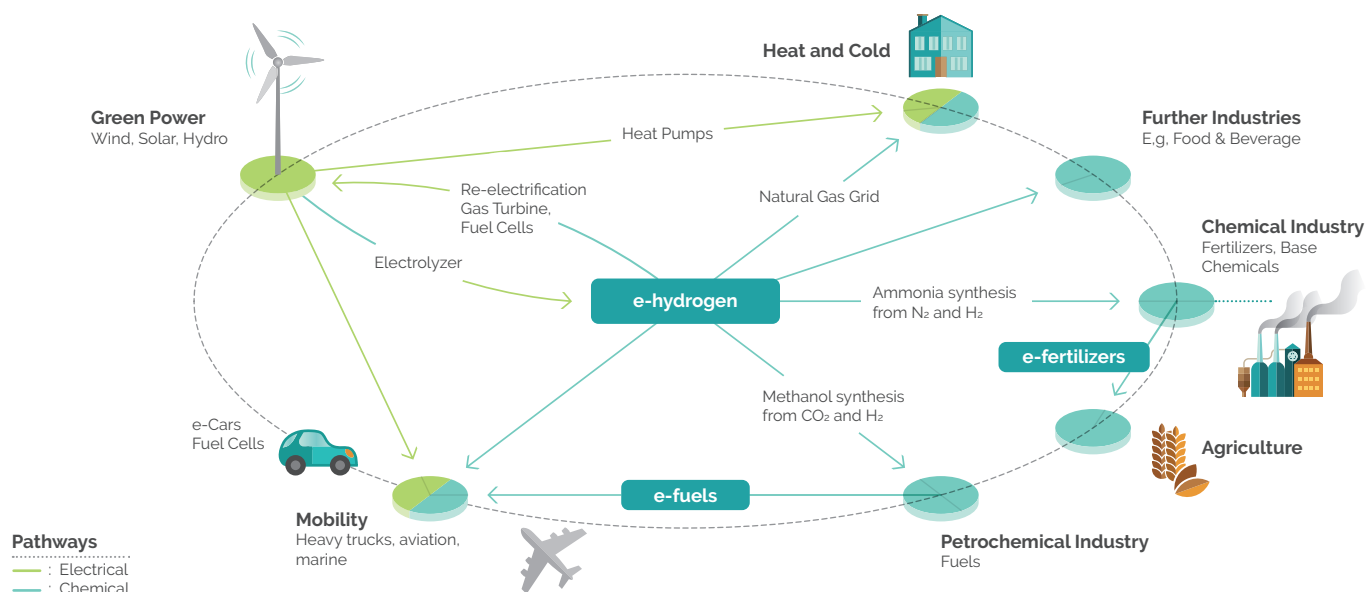 Heat and Cold
Green Power
Wind, Solar, Hydro
Further Industries
E,g, Food & Beverage
Heat Pumps
Re-electrification
Gas Turbine,
Fuel Cells
Natural Gas Grid
Chemical Industry
Fertilizers, Base
Chemicals
Electrolyzer
e-hydrogen
Ammonia synthesis
from N₂ and H₂
e-fertilizers
Methanol synthesis
from CO₂ and H₂
e-Cars
Fuel Cells
Agriculture
e-fuels
Mobility
Heavy trucks, aviation,
marine
Petrochemical Industry
Fuels
Pathways
: Electrical
: Chemical